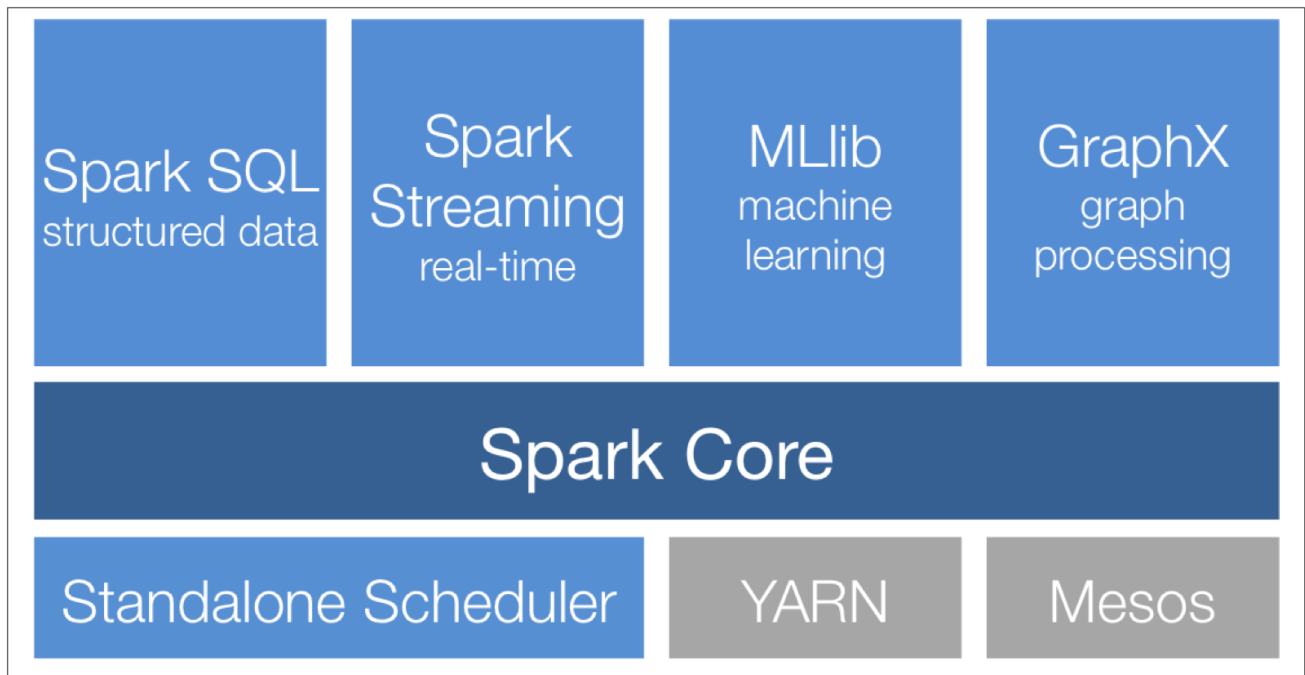 Spark SQL
structured data
Spark
Streaming
real-time
MLlib
machine
learning
GraphX
graph
processing
Spark Core
Standalone Scheduler
YARN
Mesos